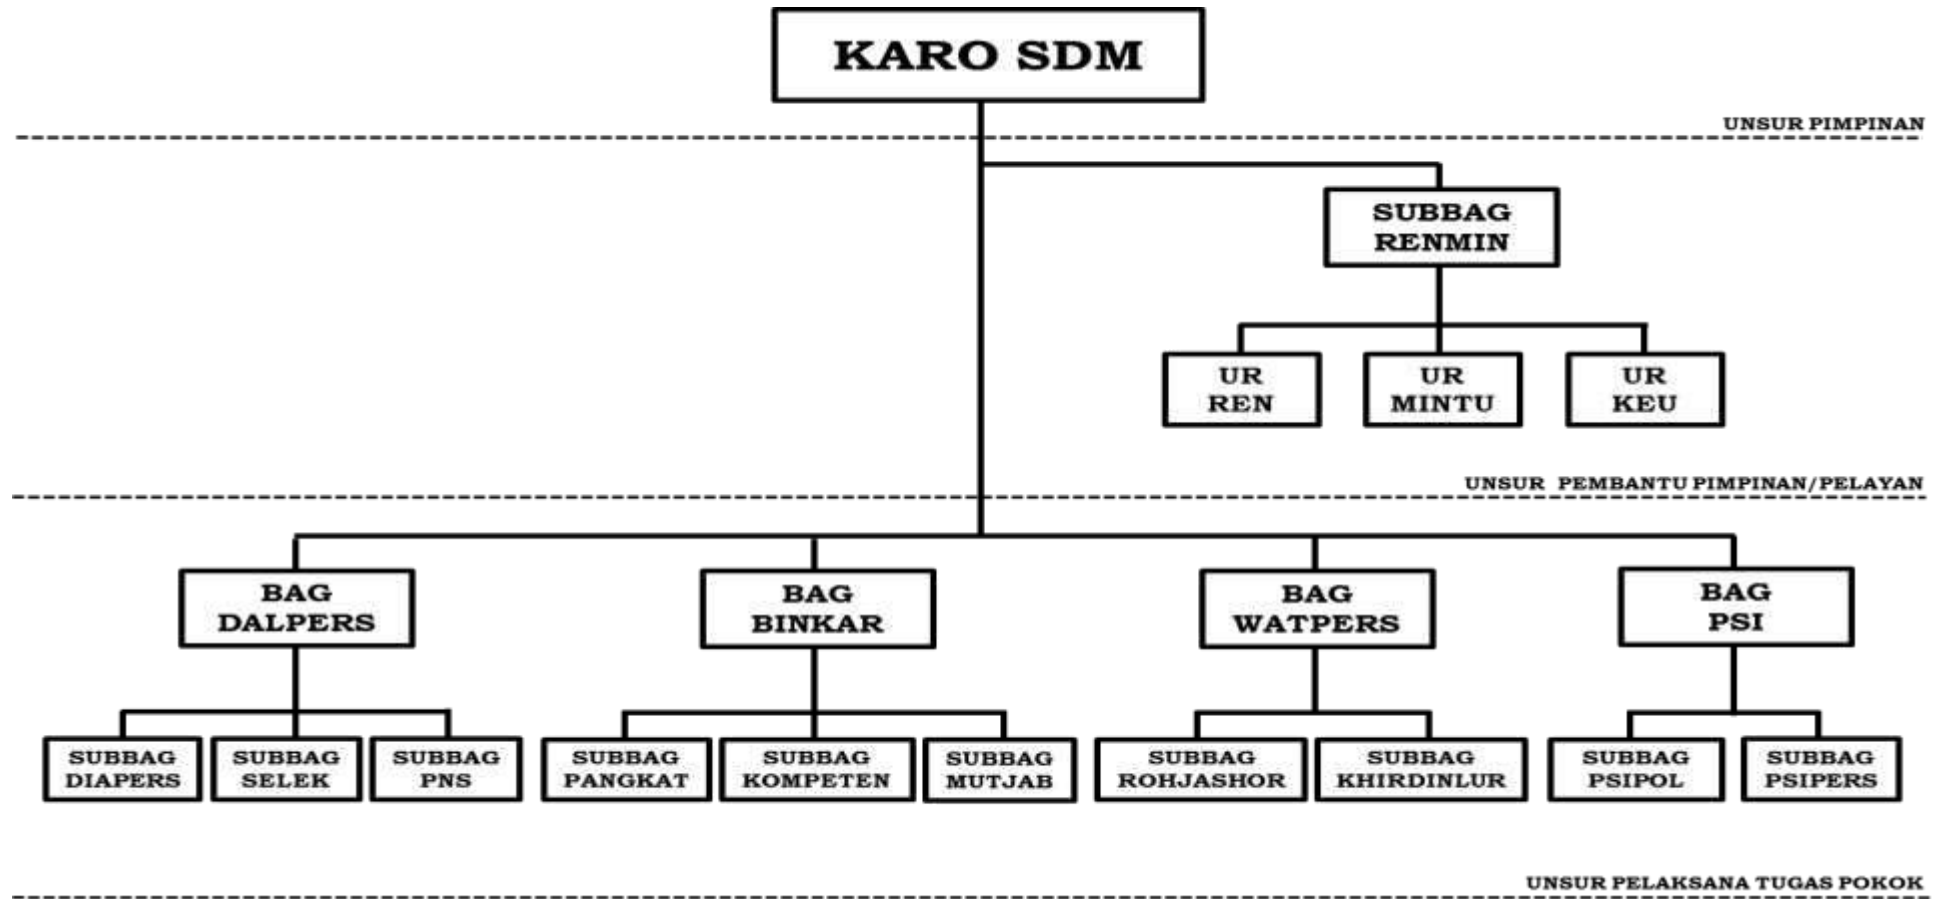 KARO SDM
UNSUR PIMPINAN
SUBBAG
RENMIN
UR
REN
UR
MINTU
UR
KEU
UNSUR PEMBANTU PIMPINAN/PELAYAN
BAG
DALPERS
BAG
BINKAR
BAG
WATPERS
BAG
PSI
SUBBAG
DIAPERS
SUBBAG
SELEK
SUBBAG
PNS
SUBBAG
PANGKAT
SUBBAG
KOMPETEN
SUBBAG
MUTJAB
SUBBAG
ROHJASHOR
SUBBAG
KHIRDINLUR
SUBBAG
PSIPOL
SUBBAG
PSIPERS
UNSUR PELAKSANA TUGAS POKOK